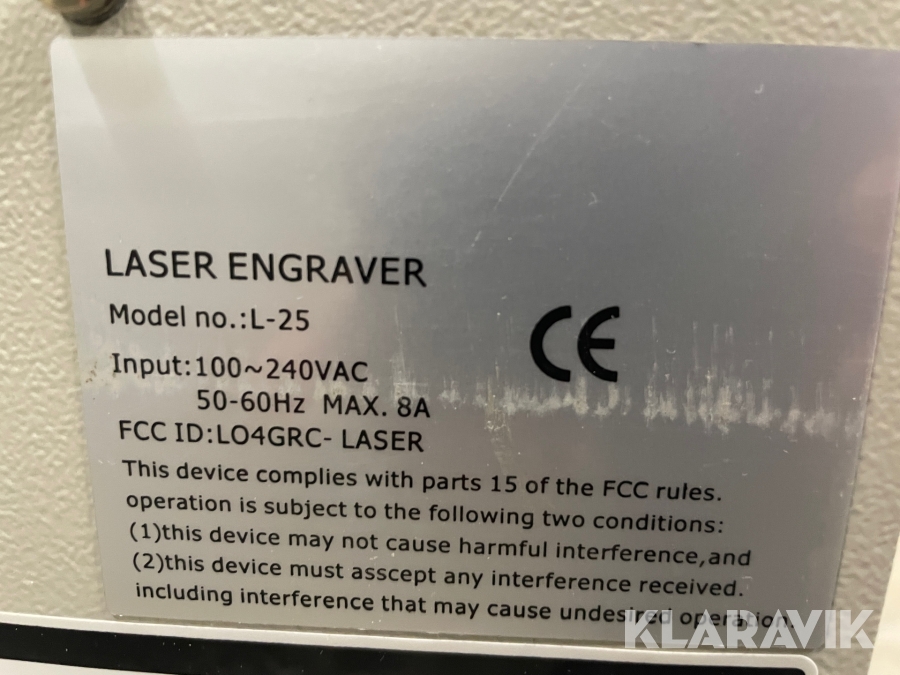 LASER ENGRAVER
Model no.:L-25
CE
Input:100~240VAC
50-60Hz MAX. 8A
FCC ID:LO4GRC- LASER
This device complies with parts 15 of the FCC rules.
operation is subject to the following two conditions:
(1)this device may not cause harmful interference,and
(2)this device must asscept any interference received.
including interference that may cause undesired operation.
KLARAVIK